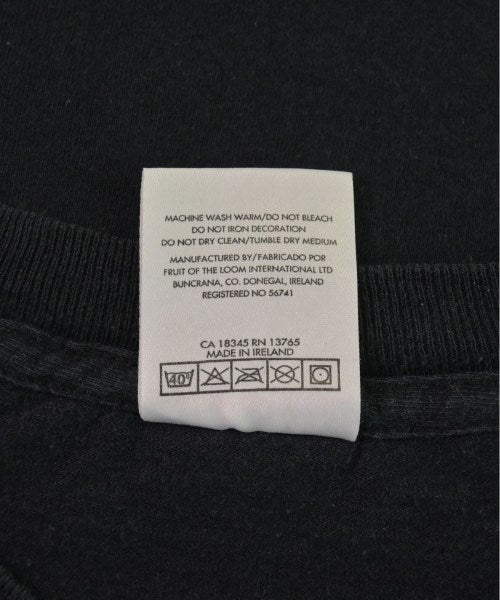 MACHINE WASH WARM/DO NOT BLEACH
DO NOT IRON DECORATION
DO NOT DRY CLEAN/TUMBLE DRY MEDIUM
MANUFACTURED BY/FABRICADO POR
FRUIT OF THE LOOM INTERNATIONAL LTD
BUNCRANA, CO. DONEGAL, IRELAND
REGISTERED NO 56741
CA 18345 RN 13765
MADE IN IRELAND
40°